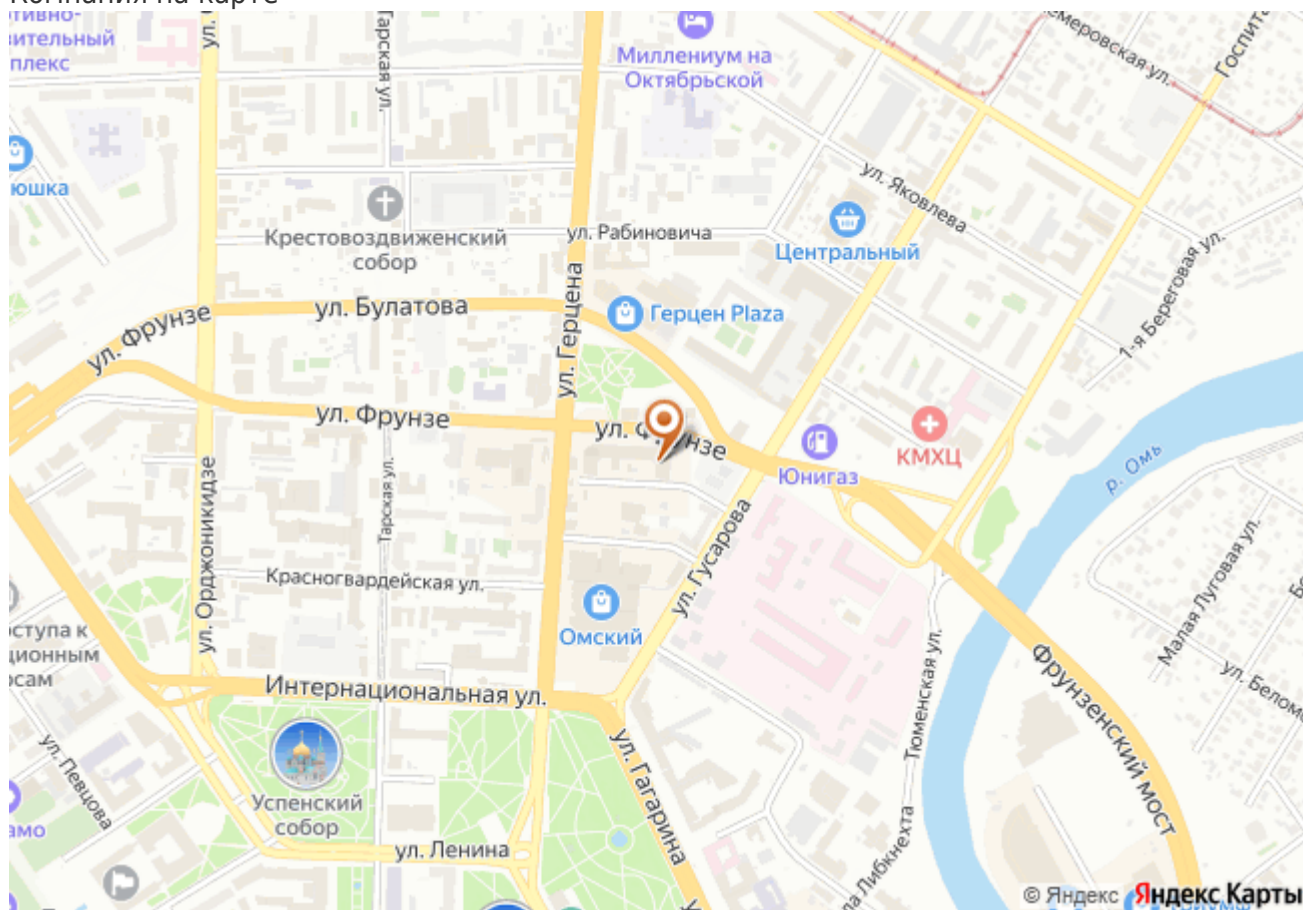 Компания на карте
ул.
Тарская ул.
Миллениум на
Октябрьской
ул. Яковлева
Крестовоздвиженский
собор
ул. Рабиновича
Центральный
1-я Береговая ул.
ул. Фрунзе
ул. Булатова
ул. Герцена
Герцен Plaza
ул. Фрунзе
Юнигаз
КМХЦ
р. Омь
ул. Орджоникидзе
Тарская ул.
Красногвардейская ул.
Омский
ул. Гусарова
Малая Луговая ул.
Интернациональная ул.
Тюменская ул.
Фрунзенский мост
ул. Певцова
Успенский
собор
ул. Гагарина
ул. Ленина
© Яндекс Яндекс Карты